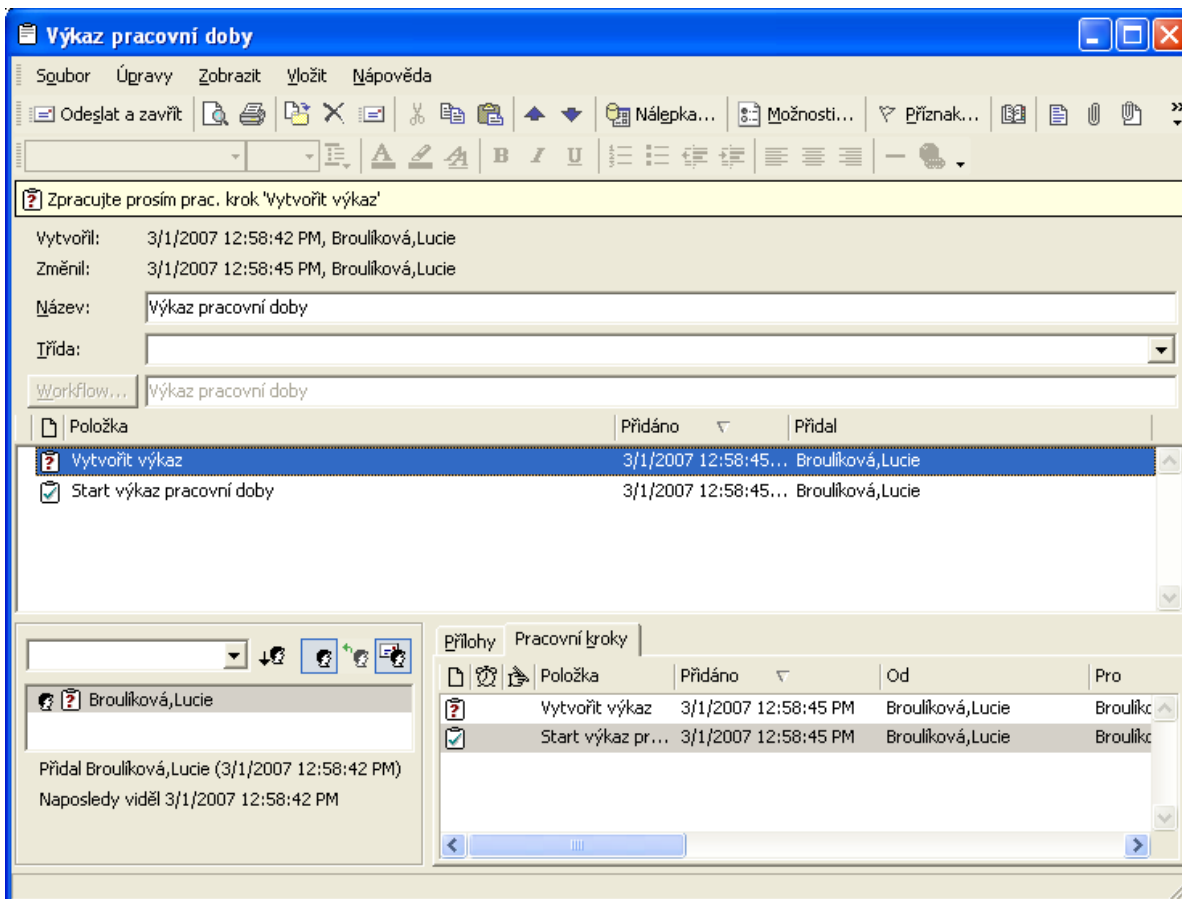 Výkaz pracovní doby
Soubor Úpravy Zobrazit Vložit Nápověda
Odeslat a zavřít Nálepka... Možnosti... Příznak...
A A B I U
Zpracujte prosím prac. krok 'Vytvořit výkaz'
Vytvořil: 3/1/2007 12:58:42 PM, Broulíková,Lucie
Změnil: 3/1/2007 12:58:45 PM, Broulíková,Lucie
Název: Výkaz pracovní doby
Třída:
Workflow... Výkaz pracovní doby
Položka Přidáno Přidal
Vytvořit výkaz 3/1/2007 12:58:45... Broulíková,Lucie
Start výkaz pracovní doby 3/1/2007 12:58:45... Broulíková,Lucie
Přílohy Pracovní kroky
Položka Přidáno Od Pro
Broulíková,Lucie
Vytvořit výkaz 3/1/2007 12:58:45 PM Broulíková,Lucie Broulíkc
Start výkaz pr... 3/1/2007 12:58:45 PM Broulíková,Lucie Broulíkc
Přidal Broulíková,Lucie (3/1/2007 12:58:42 PM)
Naposledy viděl 3/1/2007 12:58:42 PM